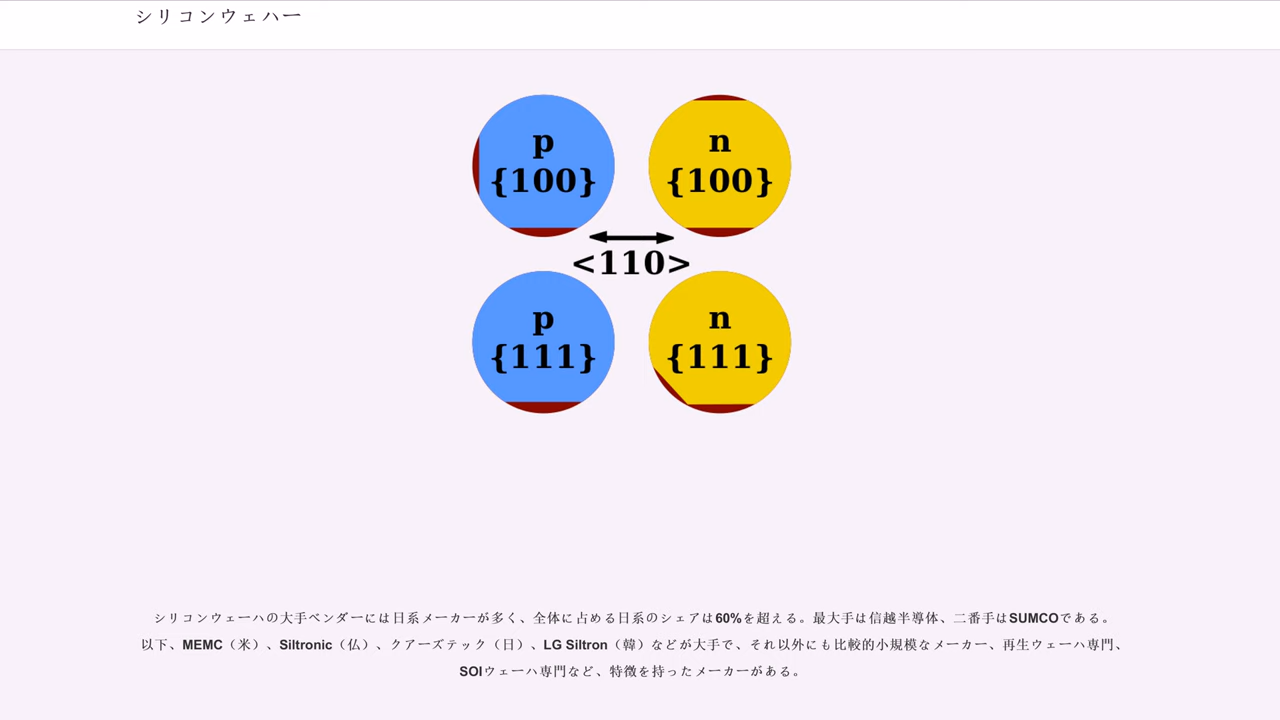 シリコンウェハー
p
{100}
n
{100}
<110>
p
{111}
n
{111}
シリコンウェーハの大手ベンダーには日系メーカーが多く、全体に占める日系のシェアは60%を超える。最大手は信越半導体、二番手はSUMCOである。
以下、MEMC（米）、Siltronic（仏）、クアーズテック（日）、LG Siltron（韓）などが大手で、それ以外にも比較的小規模なメーカー、再生ウェーハ専門、
SOIウェーハ専門など、特徴を持ったメーカーがある。